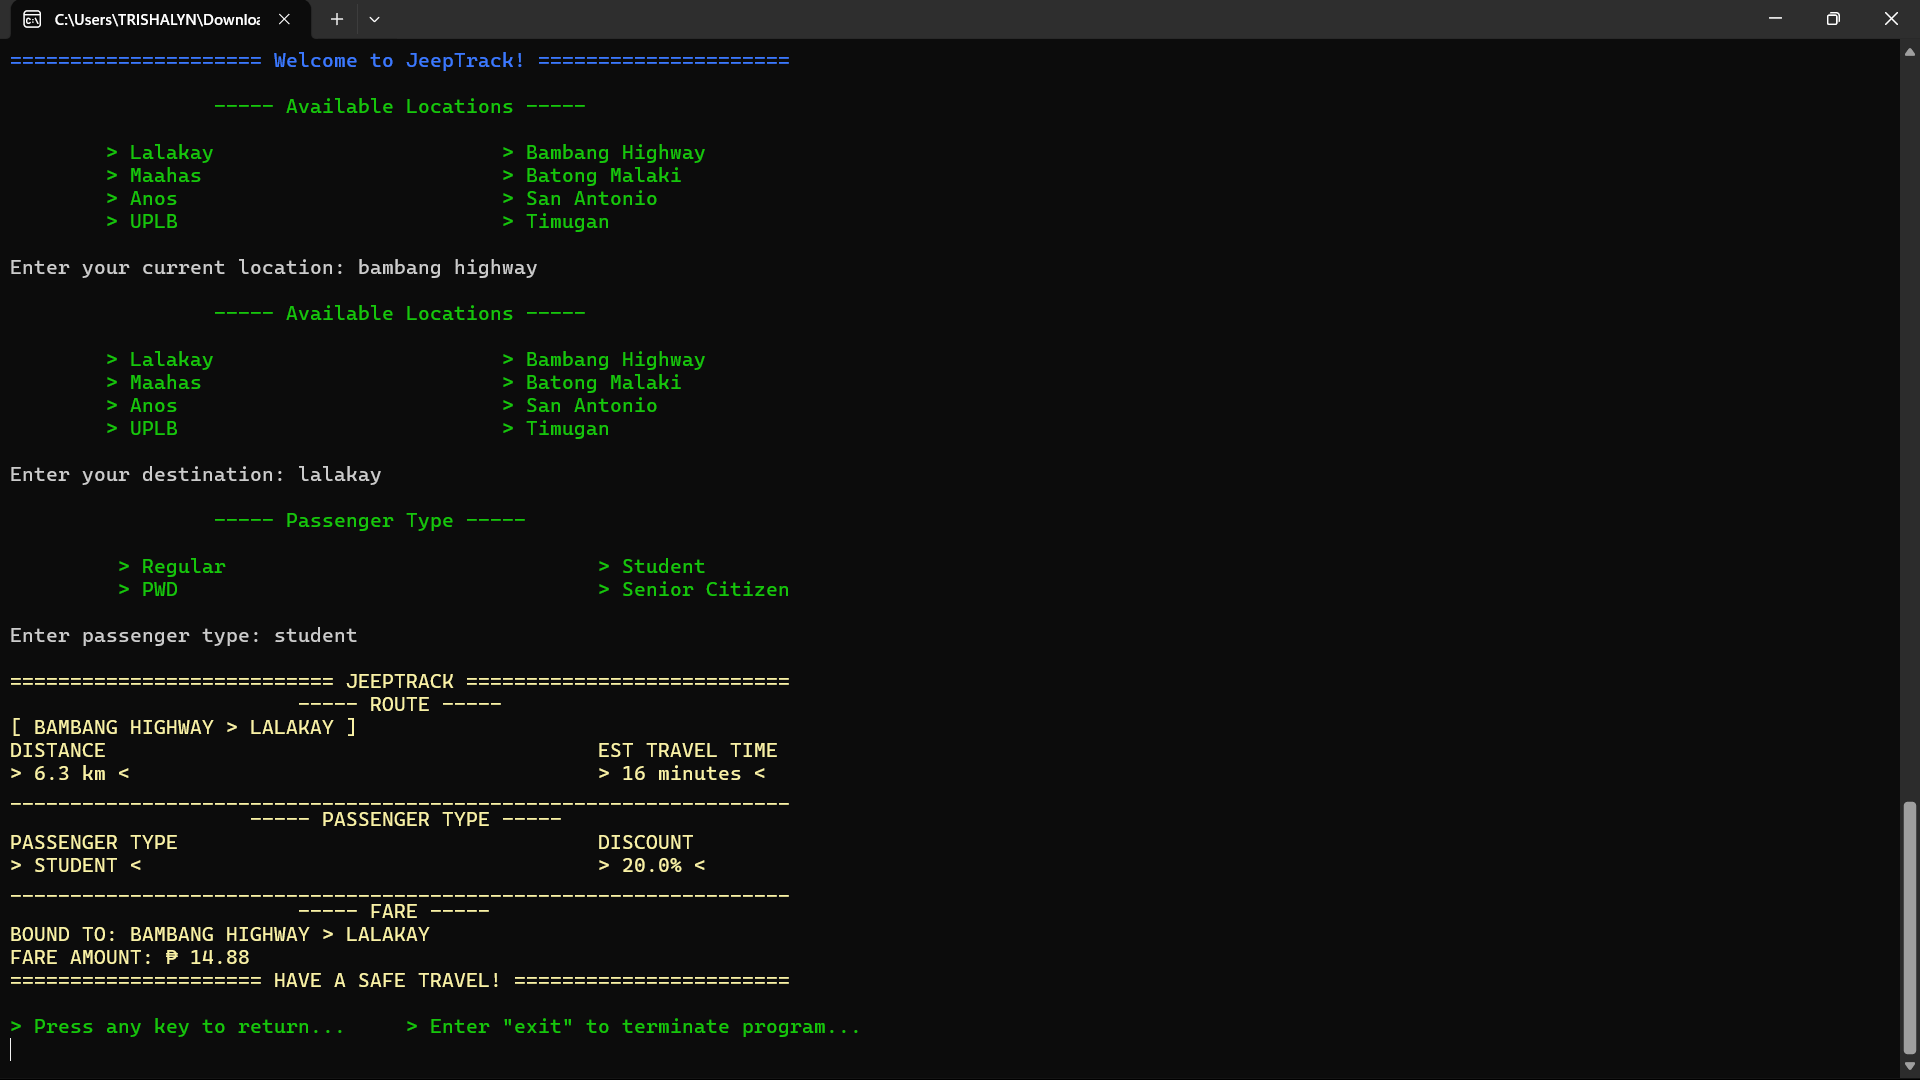 C:\Users\TRISHALYN\Downloa
===================== Welcome to JeepTrack! =====================
----- Available Locations -----
> Lalakay > Bambang Highway
> Maahas > Batong Malaki
> Anos > San Antonio
> UPLB > Timugan
Enter your current location: bambang highway
----- Available Locations -----
> Lalakay > Bambang Highway
> Maahas > Batong Malaki
> Anos > San Antonio
> UPLB > Timugan
Enter your destination: lalakay
----- Passenger Type -----
> Regular > Student
> PWD > Senior Citizen
Enter passenger type: student
=========================== JEEPTRACK ===========================
----- ROUTE -----
[ BAMBANG HIGHWAY > LALAKAY ]
DISTANCE EST TRAVEL TIME
> 6.3 km < > 16 minutes <
_________________________________________________________________
----- PASSENGER TYPE -----
PASSENGER TYPE DISCOUNT
> STUDENT < > 20.0% <
_________________________________________________________________
----- FARE -----
BOUND TO: BAMBANG HIGHWAY > LALAKAY
FARE AMOUNT: ₱ 14.88
===================== HAVE A SAFE TRAVEL! =======================
> Press any key to return... > Enter "exit" to terminate program...